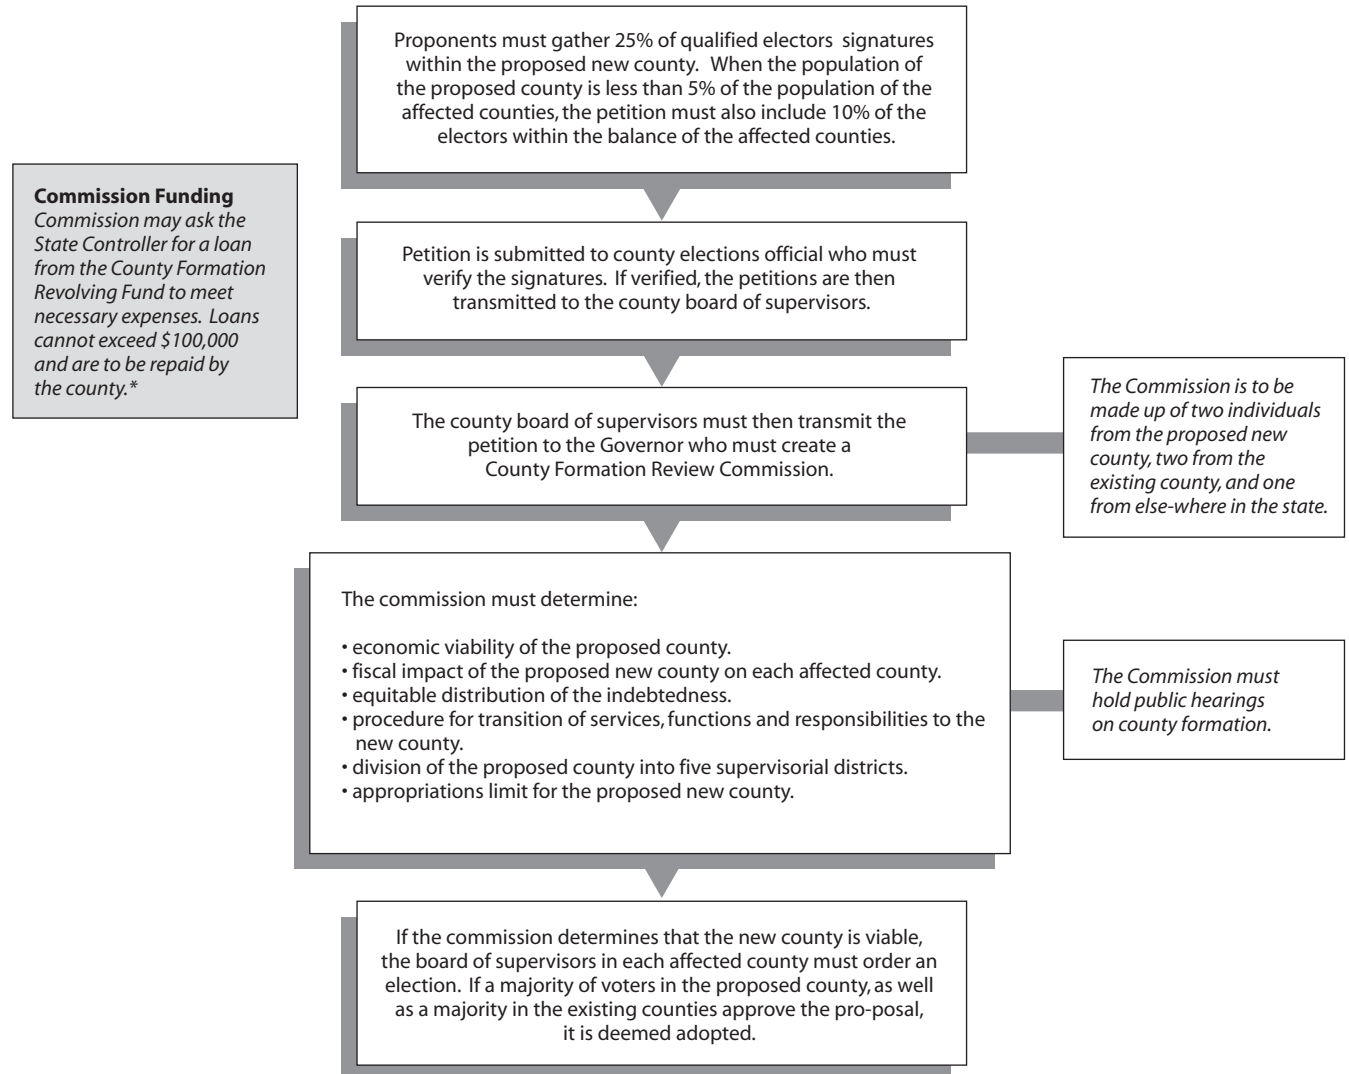 Proponents must gather 25% of qualified electors signatures
within the proposed new county. When the population of
the proposed county is less than 5% of the population of the
affected counties, the petition must also include 10% of the
electors within the balance of the affected counties.
Commission Funding
Commission may ask the
State Controller for a loan
from the County Formation
Revolving Fund to meet
necessary expenses. Loans
cannot exceed $100,000
and are to be repaid by
the county.*
Petition is submitted to county elections official who must
verify the signatures. If verified, the petitions are then
transmitted to the county board of supervisors.
The county board of supervisors must then transmit the
petition to the Governor who must create a
County Formation Review Commission.
The Commission is to be
made up of two individuals
from the proposed new
county, two from the
existing county, and one
from else-where in the state.
The commission must determine:
• economic viability of the proposed county.
• fiscal impact of the proposed new county on each affected county.
• equitable distribution of the indebtedness.
• procedure for transition of services, functions and responsibilities to the
new county.
• division of the proposed county into five supervisorial districts.
• appropriations limit for the proposed new county.
The Commission must
hold public hearings
on county formation.
If the commission determines that the new county is viable,
the board of supervisors in each affected county must order an
election. If a majority of voters in the proposed county, as well
as a majority in the existing counties approve the pro-posal,
it is deemed adopted.